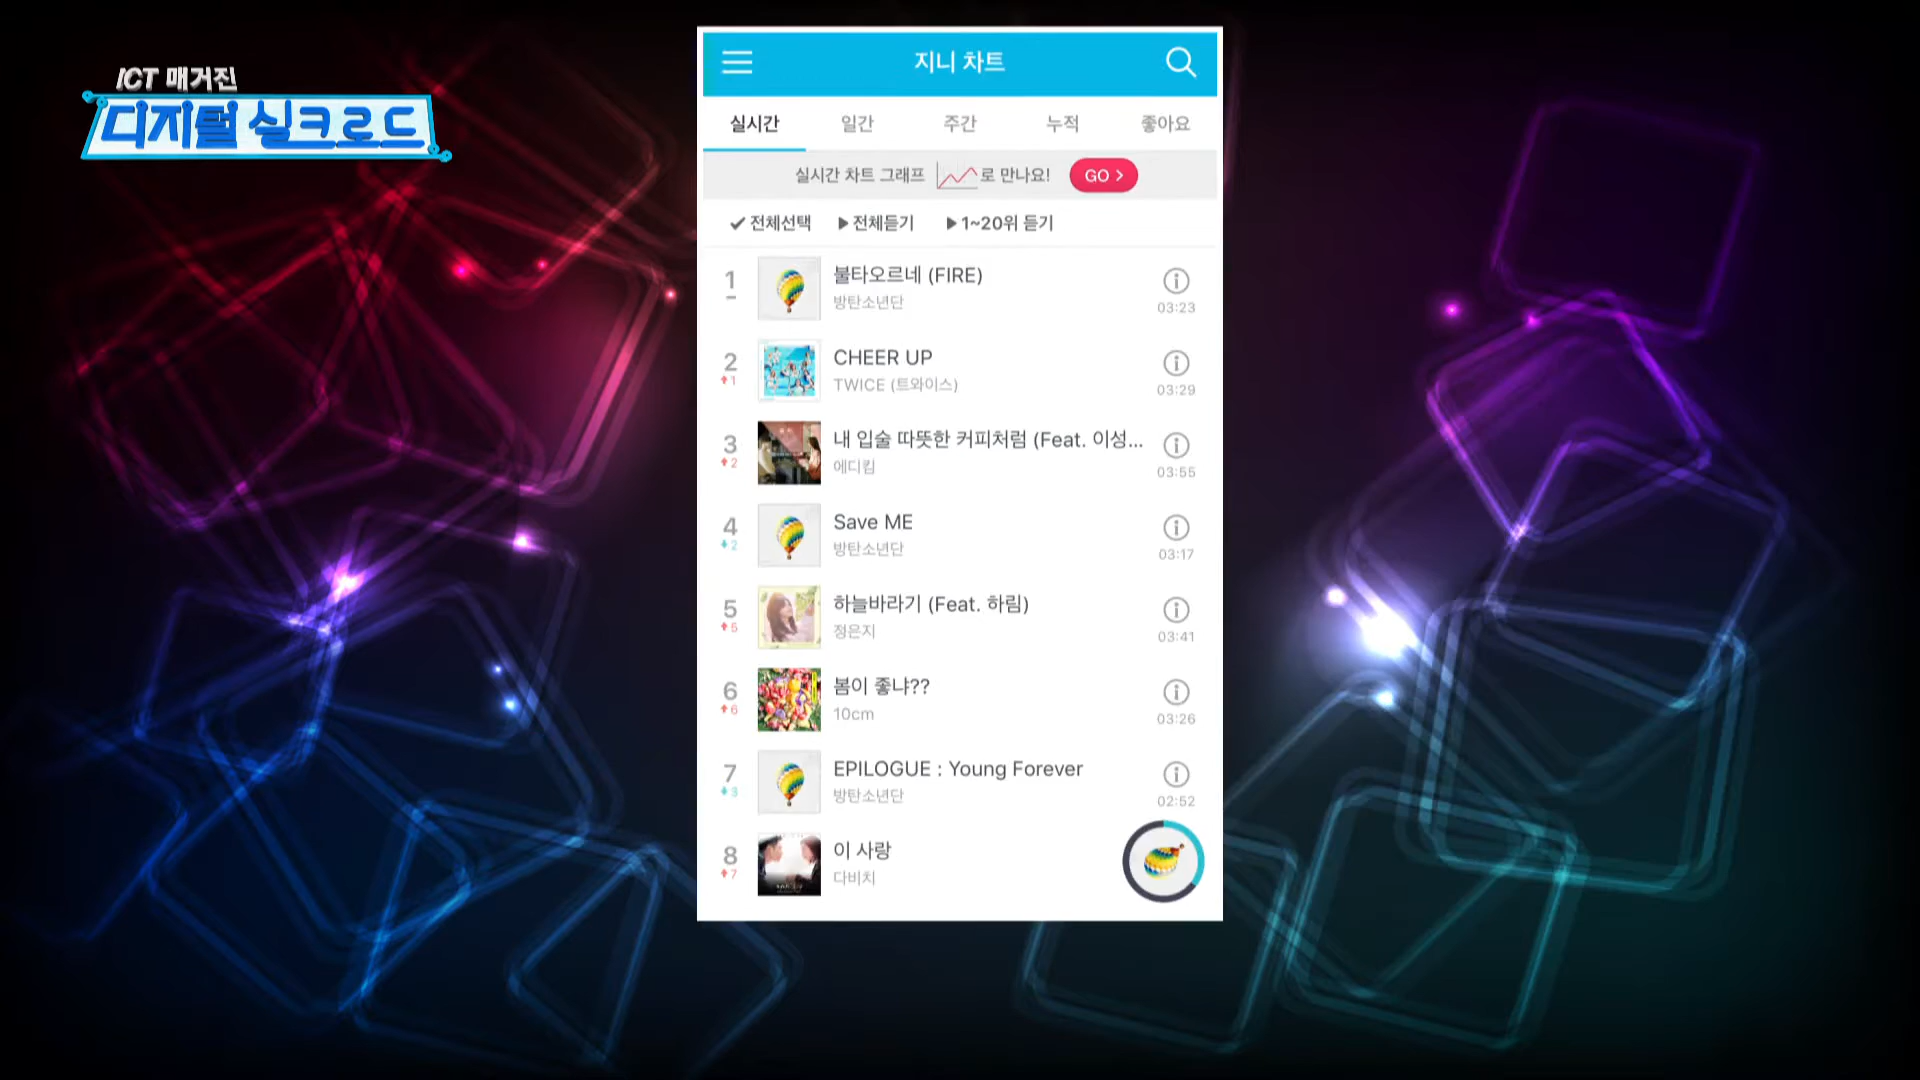 ICT 매거진
디지털 실크로드
지니 차트
실시간 일간 주간 누적 좋아요
실시간 차트 그래프 로 만나요! GO >
전체선택 전체듣기 1~20위 듣기
1 불타오르네 (FIRE)
방탄소년단 03:23
2 CHEER UP
1 TWICE (트와이스) 03:29
3 내 입술 따뜻한 커피처럼 (Feat. 이성...
2 에디킴 03:55
4 Save ME
2 방탄소년단 03:17
5 하늘바라기 (Feat. 하림)
5 정은지 03:41
6 봄이 좋냐??
6 10cm 03:26
7 EPILOGUE : Young Forever
3 방탄소년단 02:52
8 이 사랑
7 다비치